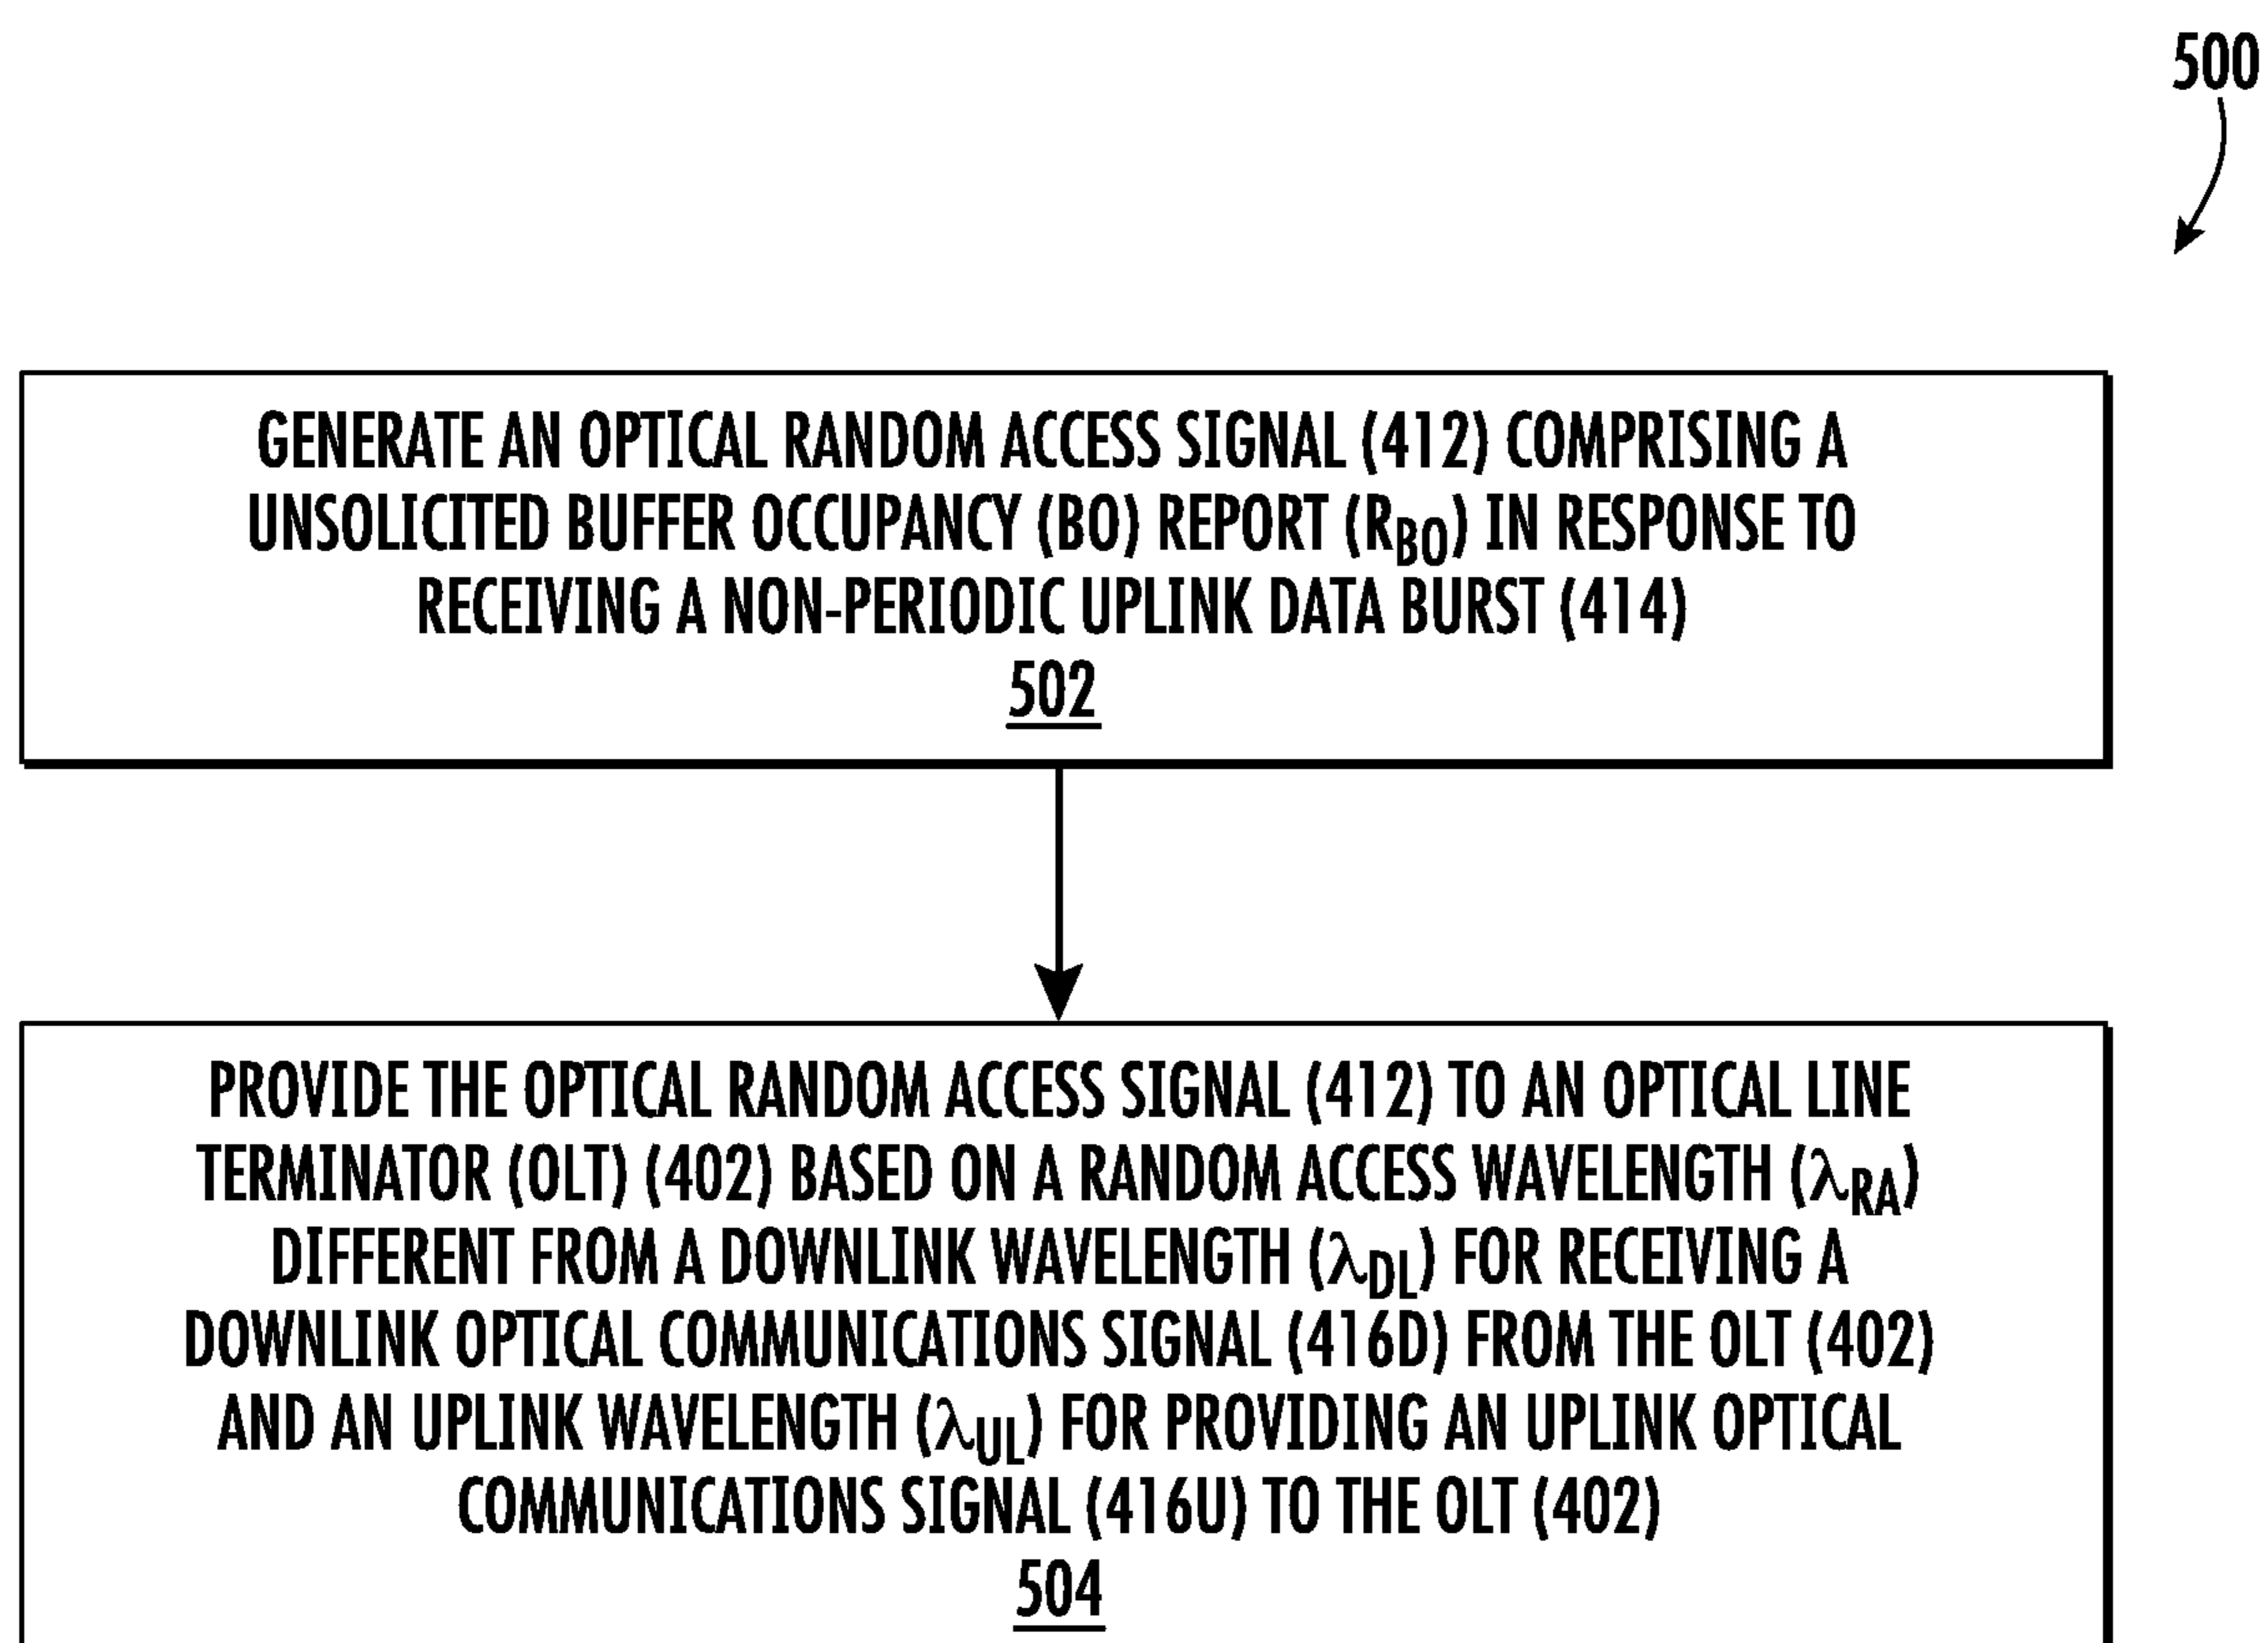 500
GENERATE AN OPTICAL RANDOM ACCESS SIGNAL (412) COMPRISING A
UNSOLICITED BUFFER OCCUPANCY (BO) REPORT (R_BO) IN RESPONSE TO
RECEIVING A NON-PERIODIC UPLINK DATA BURST (414)
502
PROVIDE THE OPTICAL RANDOM ACCESS SIGNAL (412) TO AN OPTICAL LINE
TERMINATOR (OLT) (402) BASED ON A RANDOM ACCESS WAVELENGTH (λ_RA)
DIFFERENT FROM A DOWNLINK WAVELENGTH (λ_DL) FOR RECEIVING A
DOWNLINK OPTICAL COMMUNICATIONS SIGNAL (416D) FROM THE OLT (402)
AND AN UPLINK WAVELENGTH (λ_UL) FOR PROVIDING AN UPLINK OPTICAL
COMMUNICATIONS SIGNAL (416U) TO THE OLT (402)
504